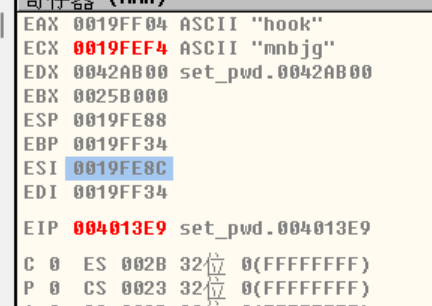 EAX 0019FF04 ASCII "hook"
ECX 0019FEF4 ASCII "mnbjg"
EDX 0042AB00 set_pwd.0042AB00
EBX 0025B000
ESP 0019FE88
EBP 0019FF34
ESI 0019FE8C
EDI 0019FF34
EIP 004013E9 set_pwd.004013E9
C 0 ES 002B 32位 0(FFFFFFFF)
P 0 CS 0023 32位 0(FFFFFFFF)